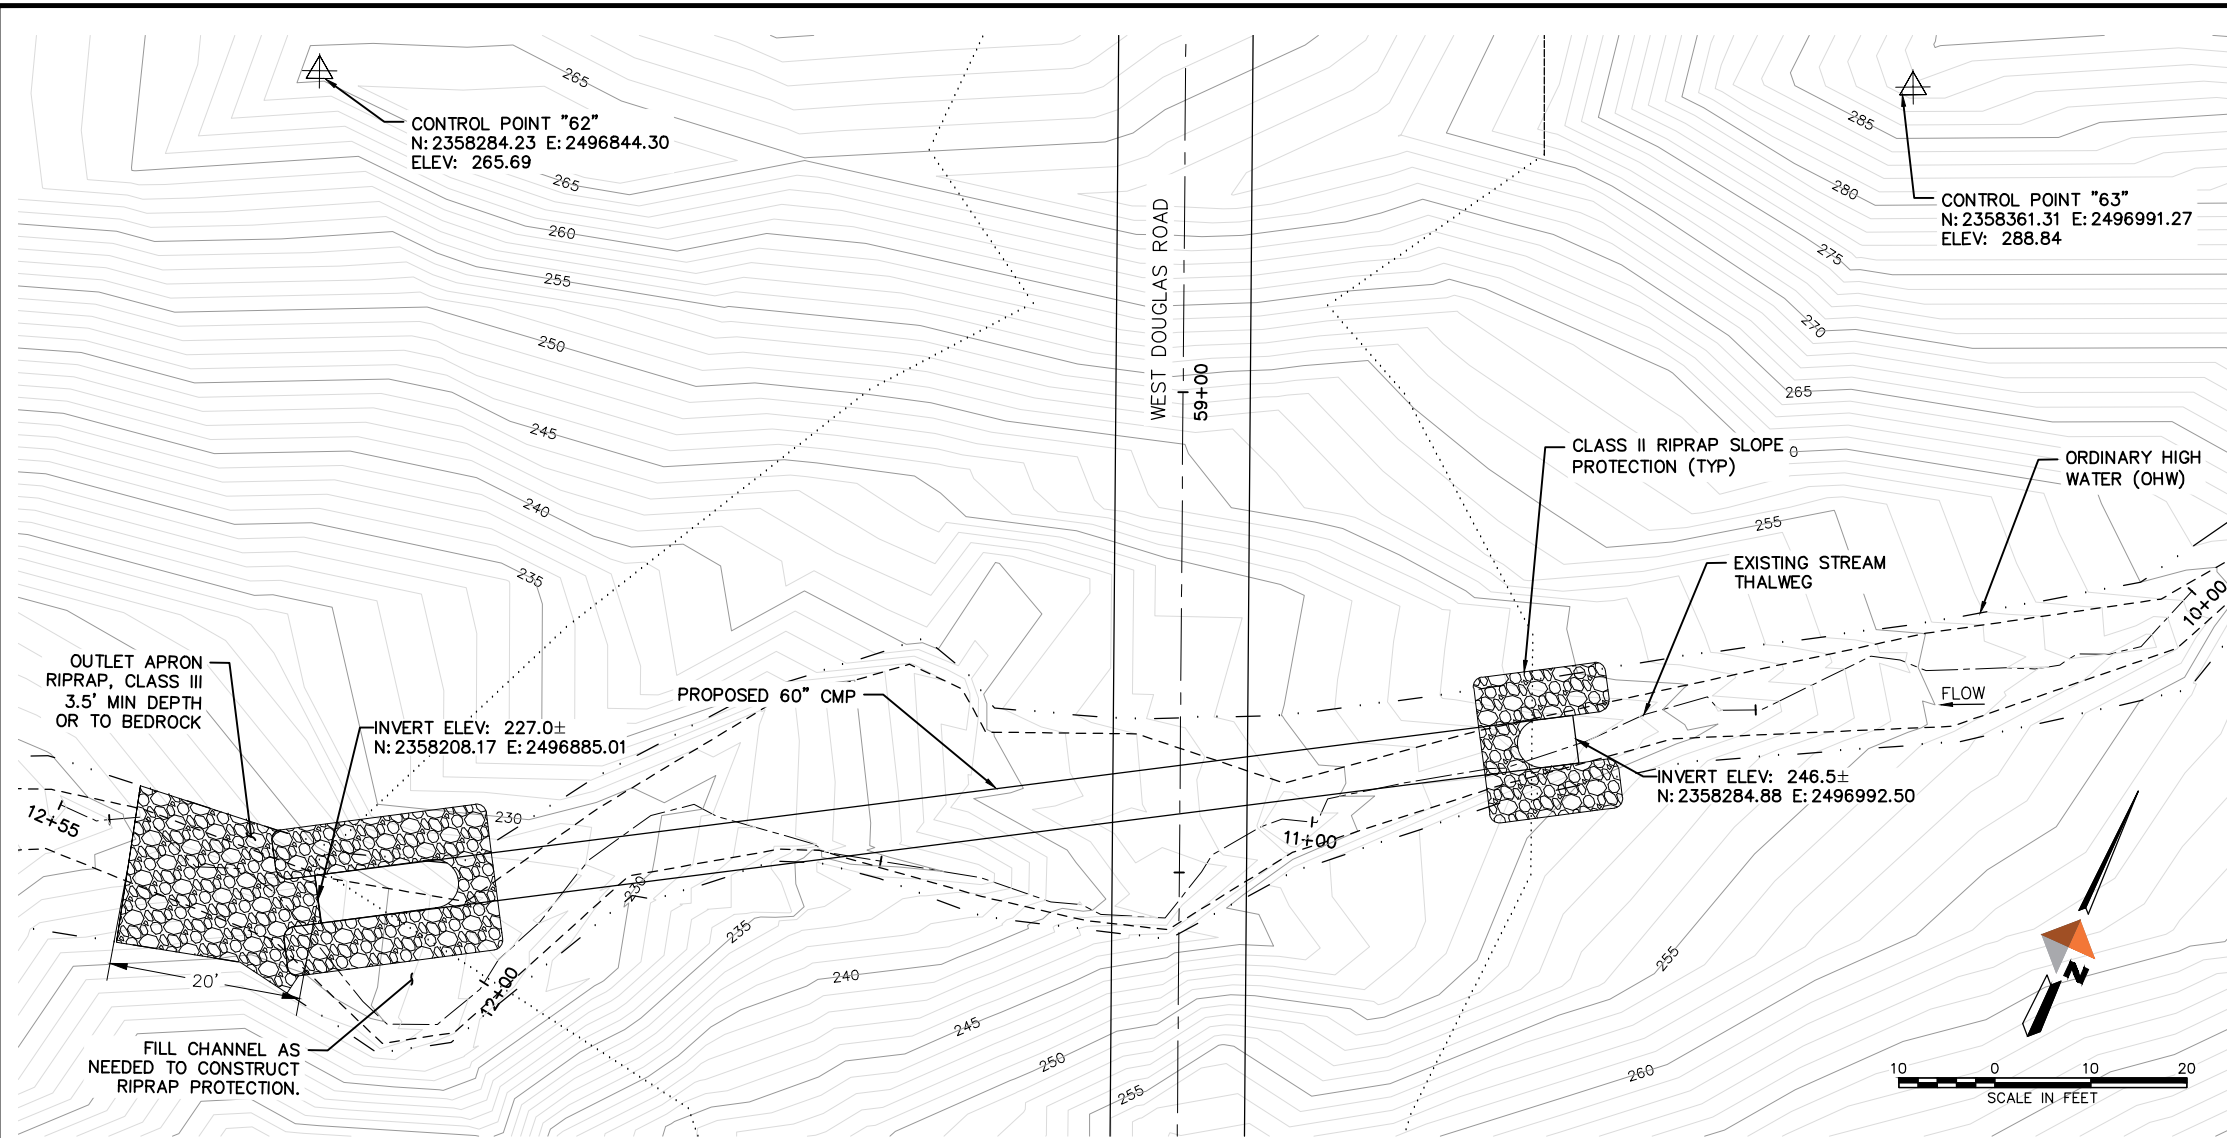 265
CONTROL POINT "62"
N:2358284.23 E:2496844.30
ELEV: 265.69
265
260
255
250
245
240
235
WEST DOUGLAS ROAD
59+00
285
280
CONTROL POINT "63"
N:2358361.31 E:2496991.27
ELEV: 288.84
275
270
265
CLASS II RIPRAP SLOPE
PROTECTION (TYP)
0
ORDINARY HIGH
WATER (OHW)
255
EXISTING STREAM
THALWEG
10+00
FLOW
OUTLET APRON
RIPRAP, CLASS III
3.5' MIN DEPTH
OR TO BEDROCK
INVERT ELEV: 227.0±
N:2358208.17 E:2496885.01
PROPOSED 60" CMP
INVERT ELEV: 246.5±
N:2358284.88 E:2496992.50
12+55
230
11+00
230
235
240
245
250
255
255
260
20'
12+00
FILL CHANNEL AS
NEEDED TO CONSTRUCT
RIPRAP PROTECTION.
N
10 0 10 20
SCALE IN FEET